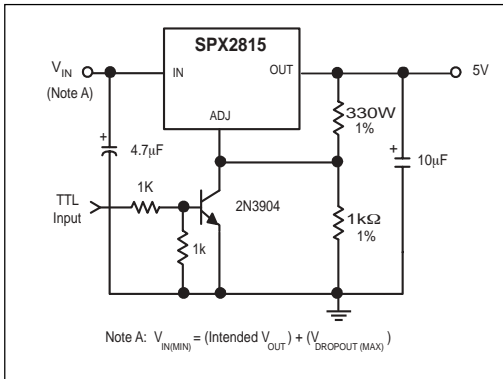 SPX2815
V_IN
(Note A)
IN
OUT
5V
ADJ
330W
1%
+
4.7μF
+
10μF
TTL
Input
1K
2N3904
1k
1kΩ
1%
Note A: V_IN(MIN) = (Intended V_OUT) + (V_DROPOUT (MAX))